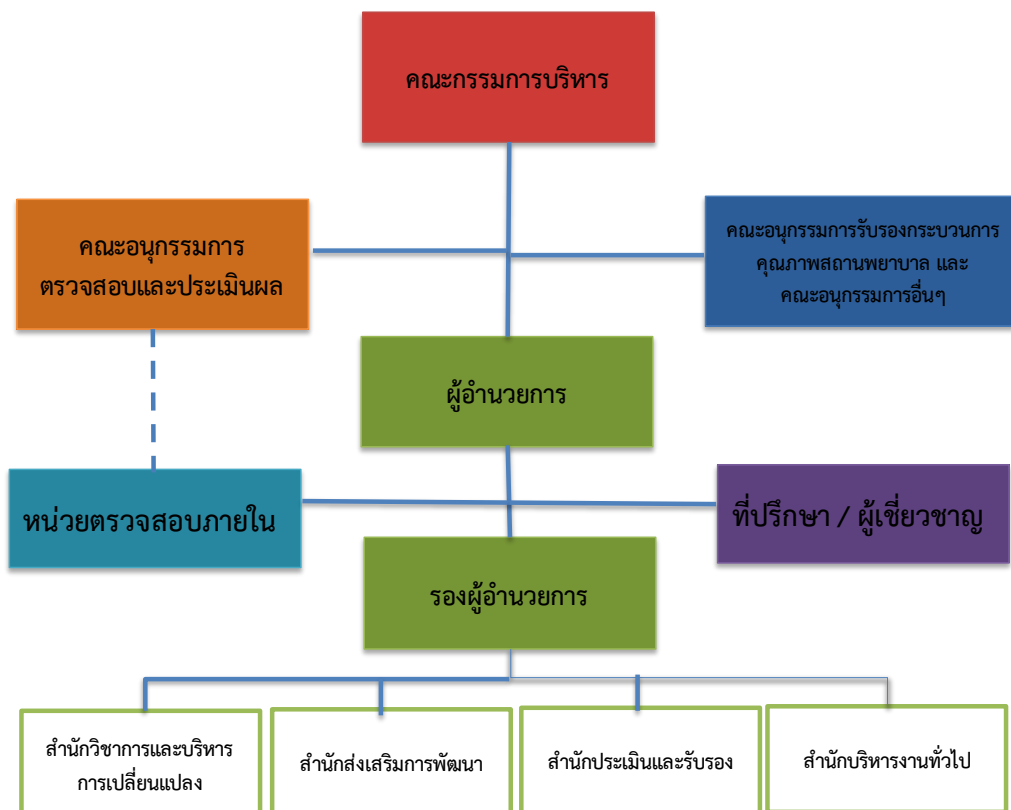 คณะกรรมการบริหาร
คณะอนุกรรมการ
ตรวจสอบและประเมินผล
คณะอนุกรรมการรับรองกระบวนการ
คุณภาพสถานพยาบาล และ
คณะอนุกรรมการอื่นๆ
ผู้อำนวยการ
หน่วยตรวจสอบภายใน
ที่ปรึกษา / ผู้เชี่ยวชาญ
รองผู้อำนวยการ
สำนักวิชาการและบริหาร
การเปลี่ยนแปลง
สำนักส่งเสริมการพัฒนา
สำนักประเมินและรับรอง
สำนักบริหารงานทั่วไป